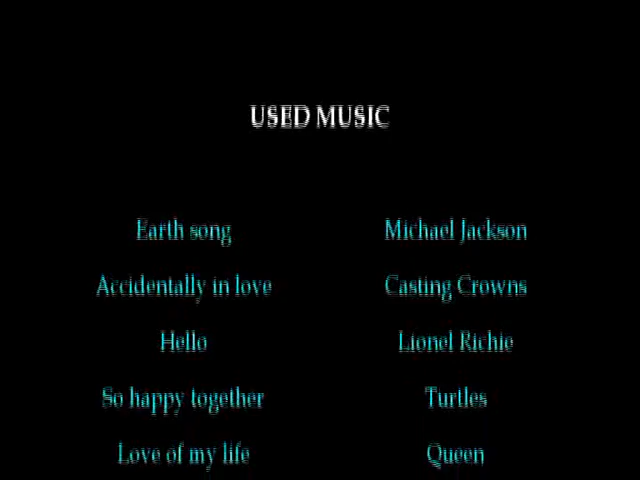 USED MUSIC
Earth song Michael Jackson
Accidentally in love Casting Crowns
Hello Lionel Richie
So happy together Turtles
Love of my life Queen